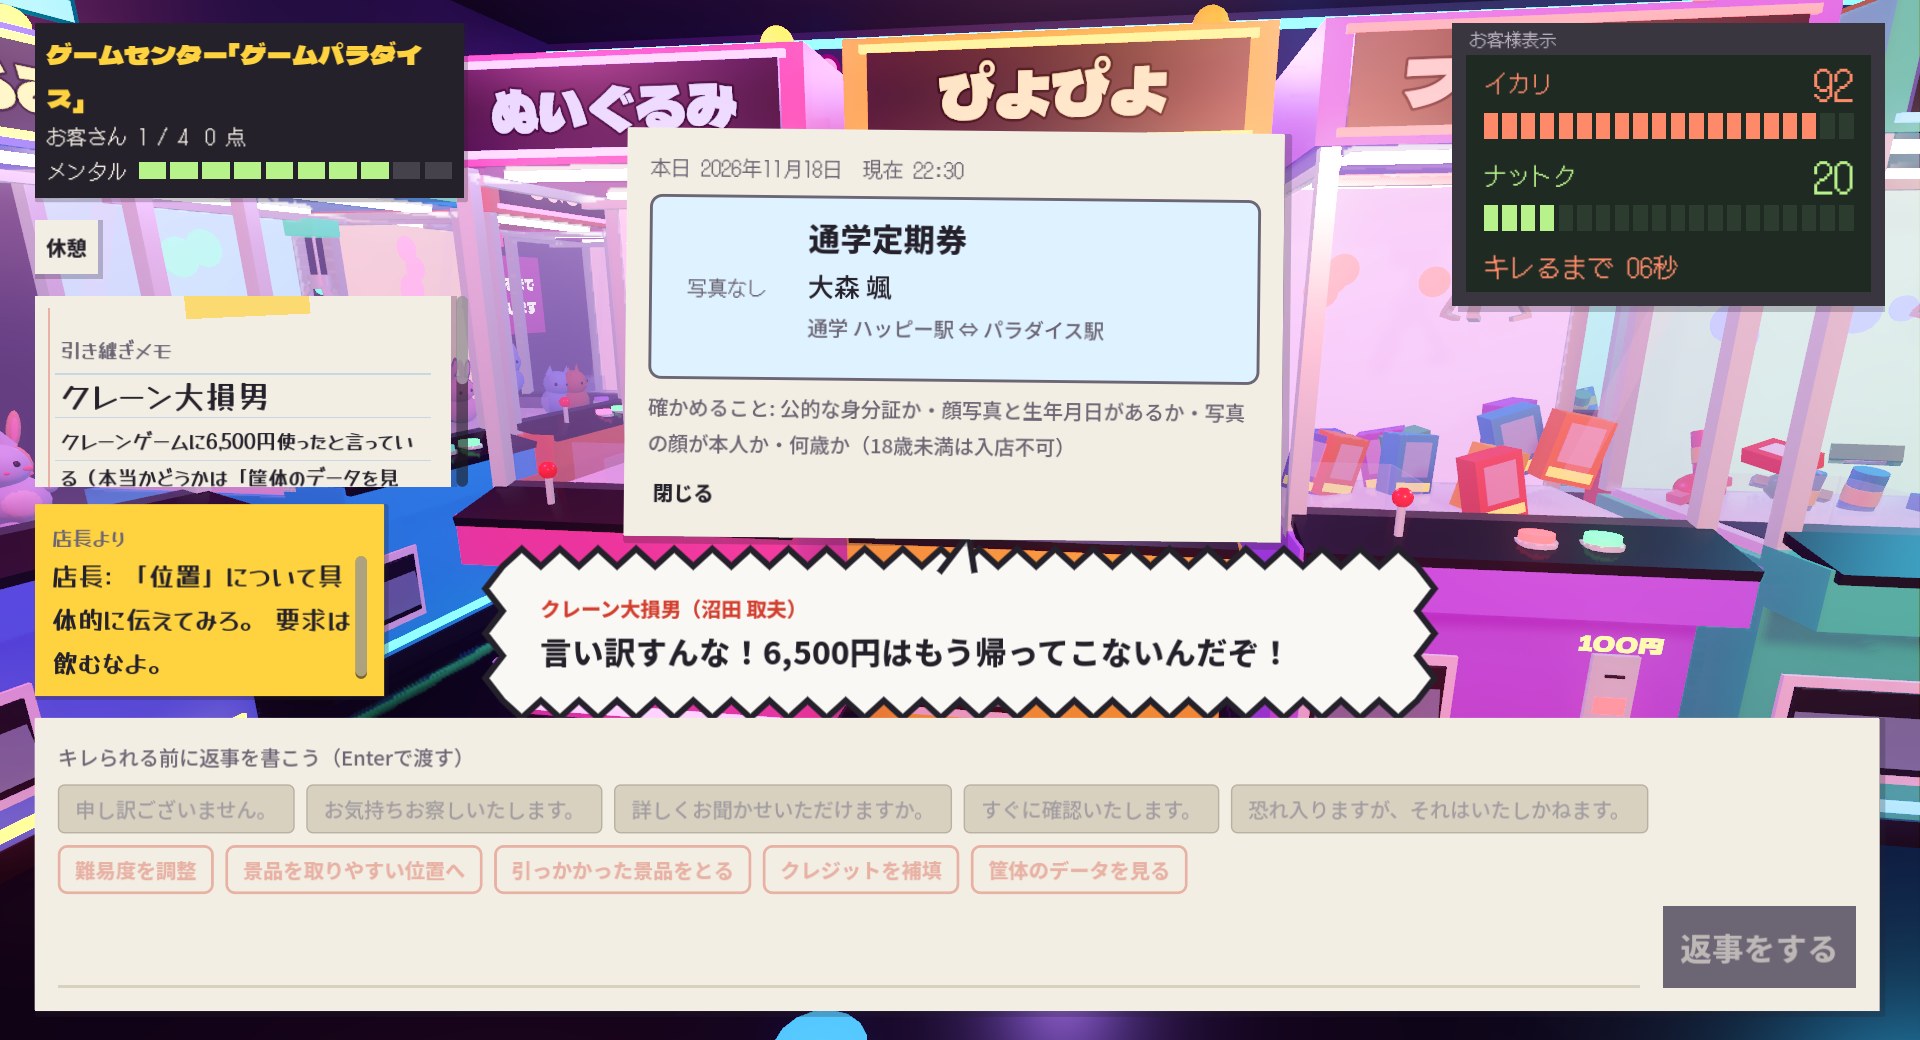 ゲームセンター「ゲームパラダイ
ス」
お客さん 1 / 4 0 点
メンタル
休憩
引き継ぎメモ
クレーン大損男
クレーンゲームに6,500円使ったと言ってい
る（本当かどうかは「筐体のデータを見
店長より
店長: 「位置」について具
体的に伝えてみろ。 要求は
飲むなよ。
ぬいぐるみ
ぴよぴよ
本日 2026年11月18日 現在 22:30
写真なし
通学定期券
大森 颯
通学 ハッピー駅⇔パラダイス駅
確かめること: 公的な身分証か・顔写真と生年月日があるか・写真
の顔が本人か・何歳か（18歳未満は入店不可）
閉じる
お客様表示
イカリ 92
ナットク 20
キレるまで 06秒
クレーン大損男（沼田 取夫）
言い訳すんな！6,500円はもう帰ってこないんだぞ！
100円
キレられる前に返事を書こう（Enterで渡す）
申し訳ございません。
お気持ちお察しいたします。
詳しくお聞かせいただけますか。
すぐに確認いたします。
恐れ入りますが、それはいたしかねます。
難易度を調整
景品を取りやすい位置へ
引っかかった景品をとる
クレジットを補填
筐体のデータを見る
返事をする